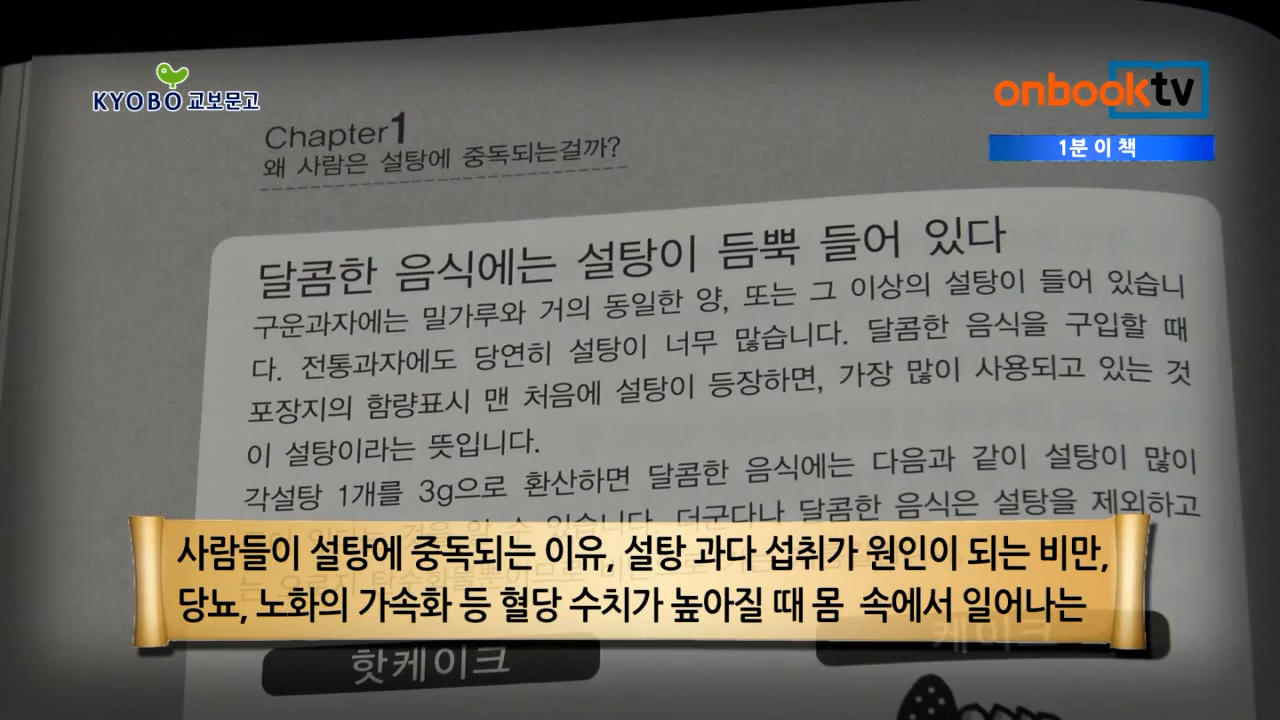 KYOBO 교보문고
onbooktv
1분 이 책
Chapter1
왜 사람은 설탕에 중독되는걸까?
달콤한 음식에는 설탕이 듬뿍 들어 있다
구운과자에는 밀가루와 거의 동일한 양, 또는 그 이상의 설탕이 들어 있습니
다. 전통과자에도 당연히 설탕이 너무 많습니다. 달콤한 음식을 구입할 때
포장지의 함량표시 맨 처음에 설탕이 등장하면, 가장 많이 사용되고 있는 것
이 설탕이라는 뜻입니다.
각설탕 1개를 3g으로 환산하면 달콤한 음식에는 다음과 같이 설탕이 많이
것을 알 수 있습니다. 더군다나 달콤한 음식은 설탕을 제외하고
사람들이 설탕에 중독되는 이유, 설탕 과다 섭취가 원인이 되는 비만,
당뇨, 노화의 가속화 등 혈당 수치가 높아질 때 몸 속에서 일어나는
핫케이크
케이크